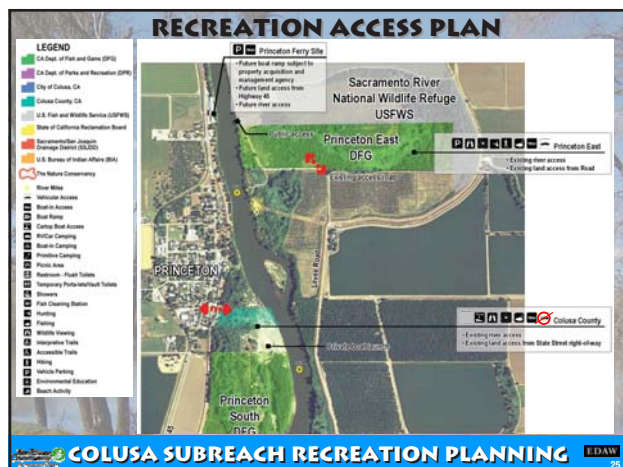 RECREATION ACCESS PLAN
LEGEND
CA Dept. of Fish and Game (DFG)
CA Dept. of Parks and Recreation (DPR)
City of Colusa, CA
Colusa County, CA
U.S. Fish and Wildlife Service (USFWS)
State of California Reclamation Board
Sacramento/San Joaquin
Drainage District (SSJDD)
U.S. Bureau of Indian Affairs (BIA)
The Nature Conservancy
River Miles
Vehicular Access
Boat-in Access
Boat Ramp
Cartop Boat Access
RV/Car Camping
Boat-in Camping
Primitive Camping
Picnic Area
Restroom - Flush Toilets
Temporary Porta-lets/Vault Toilets
Showers
Fish Cleaning Station
Hunting
Fishing
Wildlife Viewing
Interpretive Trails
Accessible Trails
Hiking
Vehicle Parking
Environmental Education
Beach Activity
P
Princeton Ferry Site
• Future boat ramp subject to
property acquisition and
management agency
• Future land access from
Highway 45
• Future river access
Sacramento River
National Wildlife Refuge
USFWS
Public access
Princeton East
DFG
P
Princeton East
• Existing river access
• Existing land access from Road
Existing access road
Levee Road
PRINCETON
Colusa County
• Existing river access
• Existing land access from State Street right-of-way
Private boat launch
Princeton
South
DFG
45
COLUSA SUBREACH RECREATION PLANNING
EDAW
25